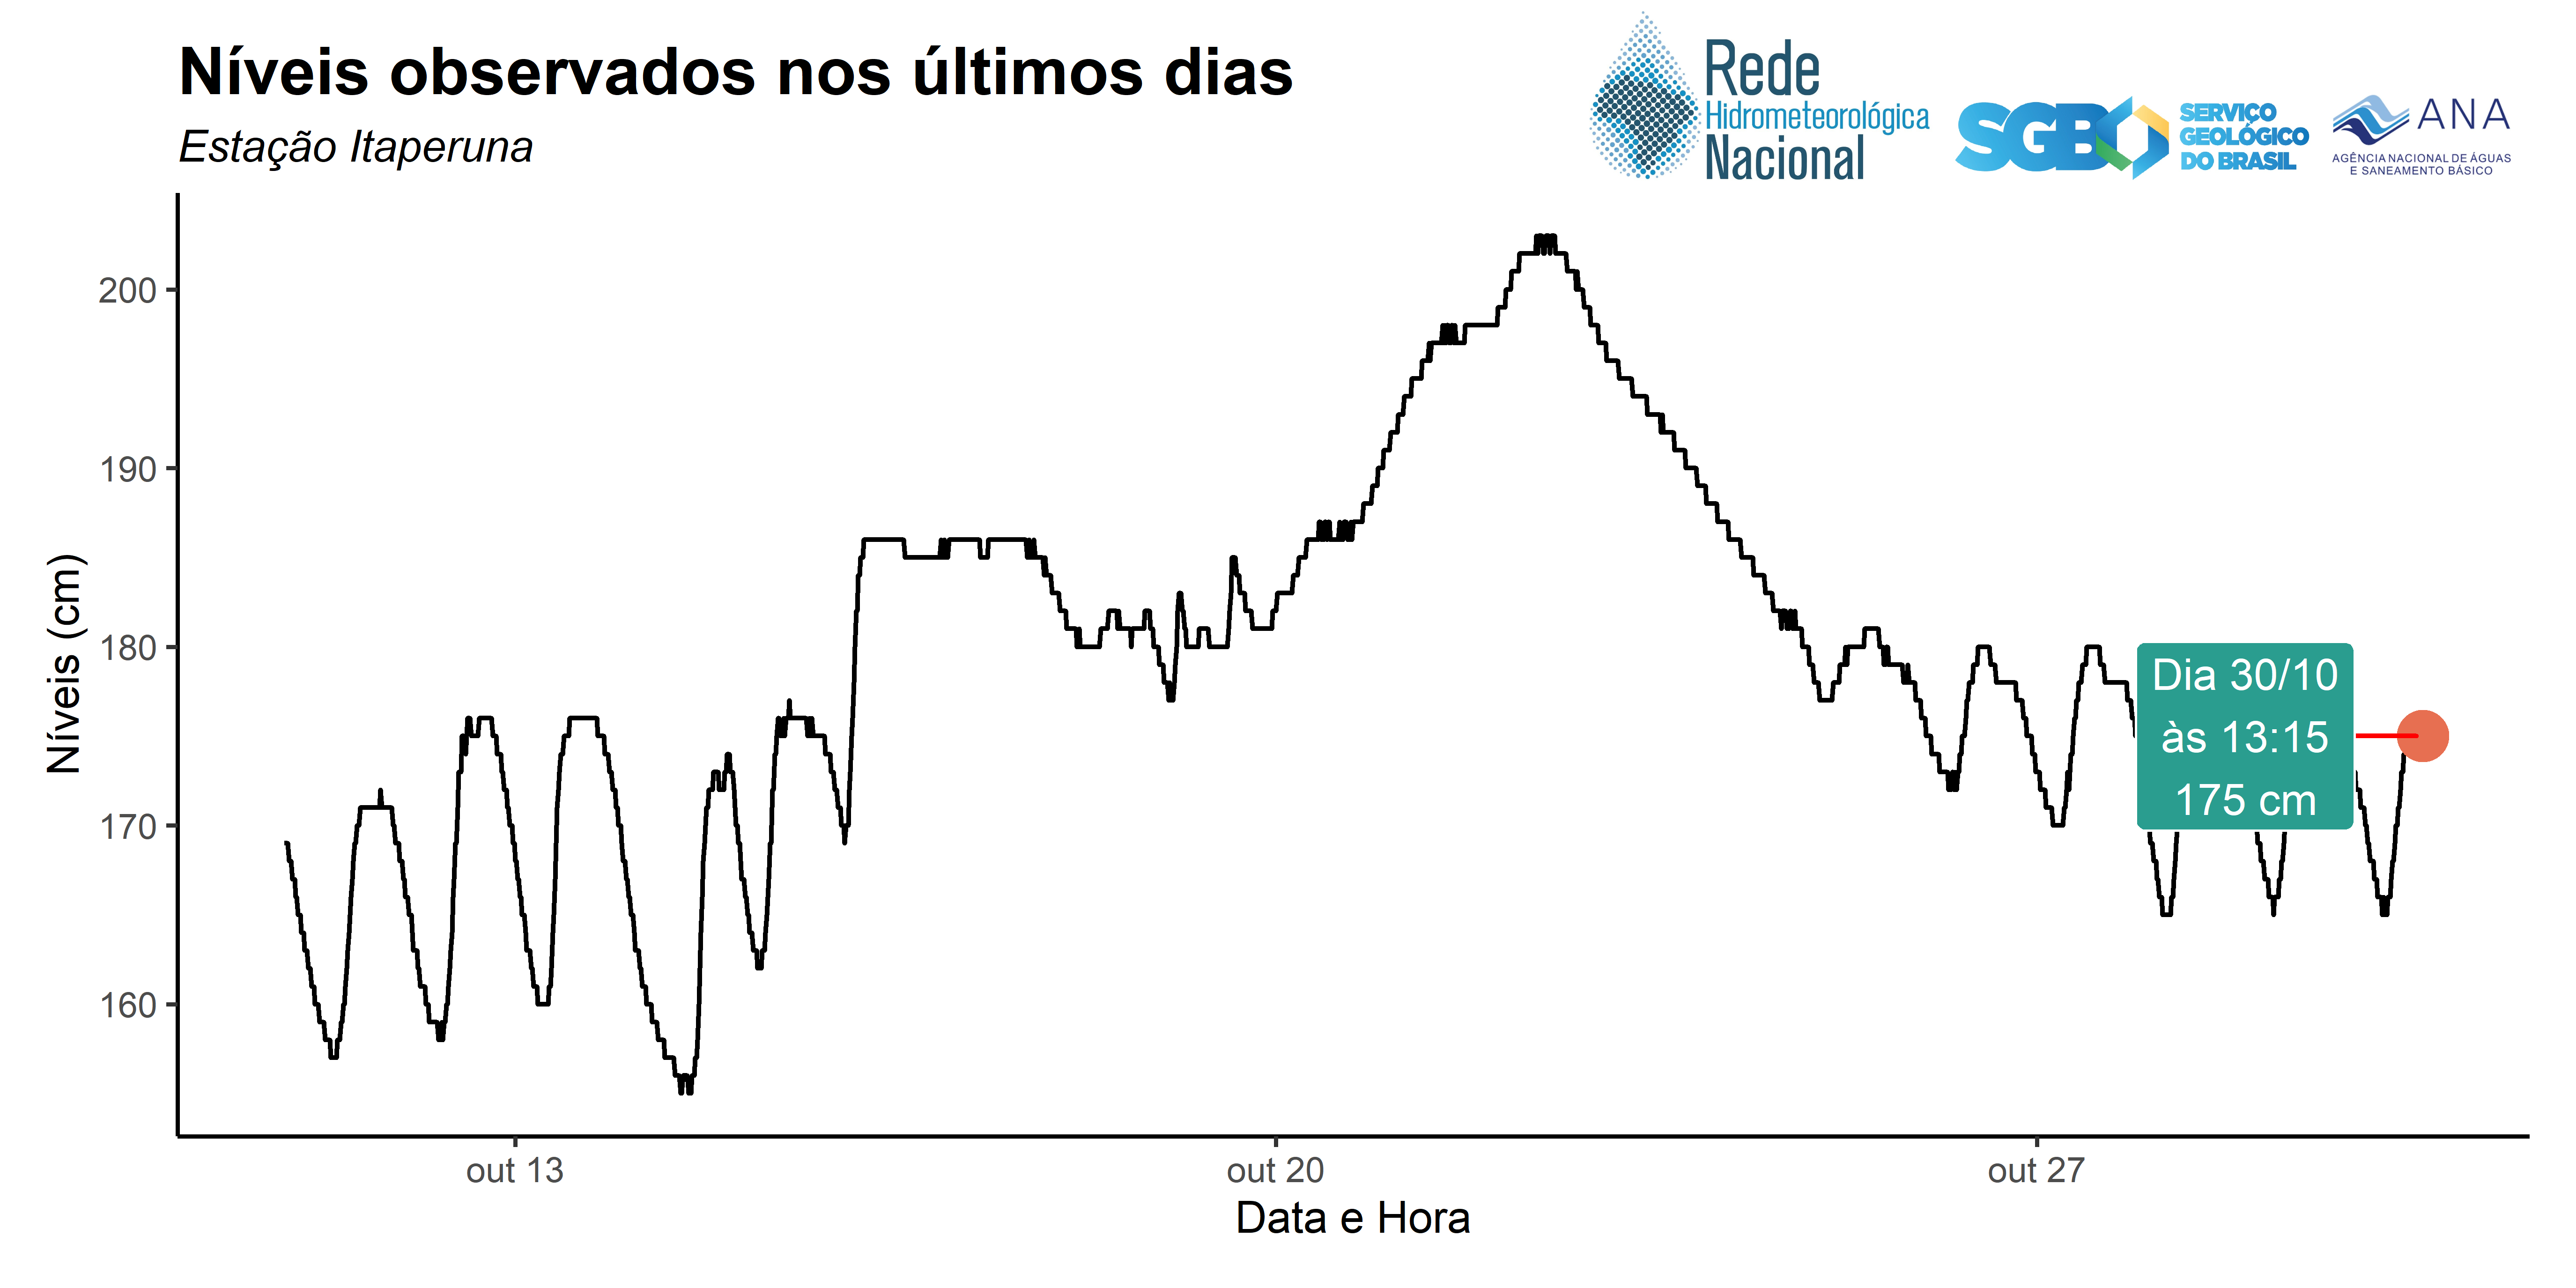 Níveis observados nos últimos dias
Estação Itaperuna
Rede
Hidrometeorológica
Nacional
SGB
SERVIÇO
GEOLÓGICO
DO BRASIL
ANA
AGÊNCIA NACIONAL DE ÁGUAS
E SANEAMENTO BÁSICO
Níveis (cm)
200
190
180
170
160
Dia 30/10
às 13:15
175 cm
out 13
out 20
out 27
Data e Hora